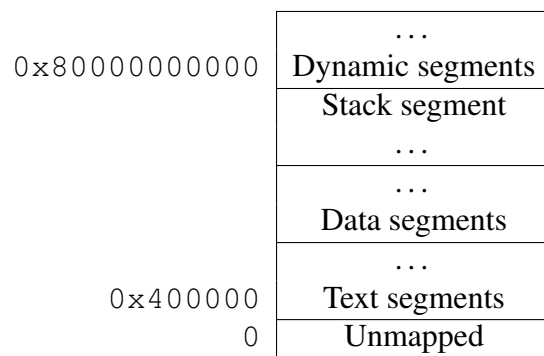 ...
0x80000000000 Dynamic segments
Stack segment
...
...
Data segments
...
0x400000 Text segments
0 Unmapped